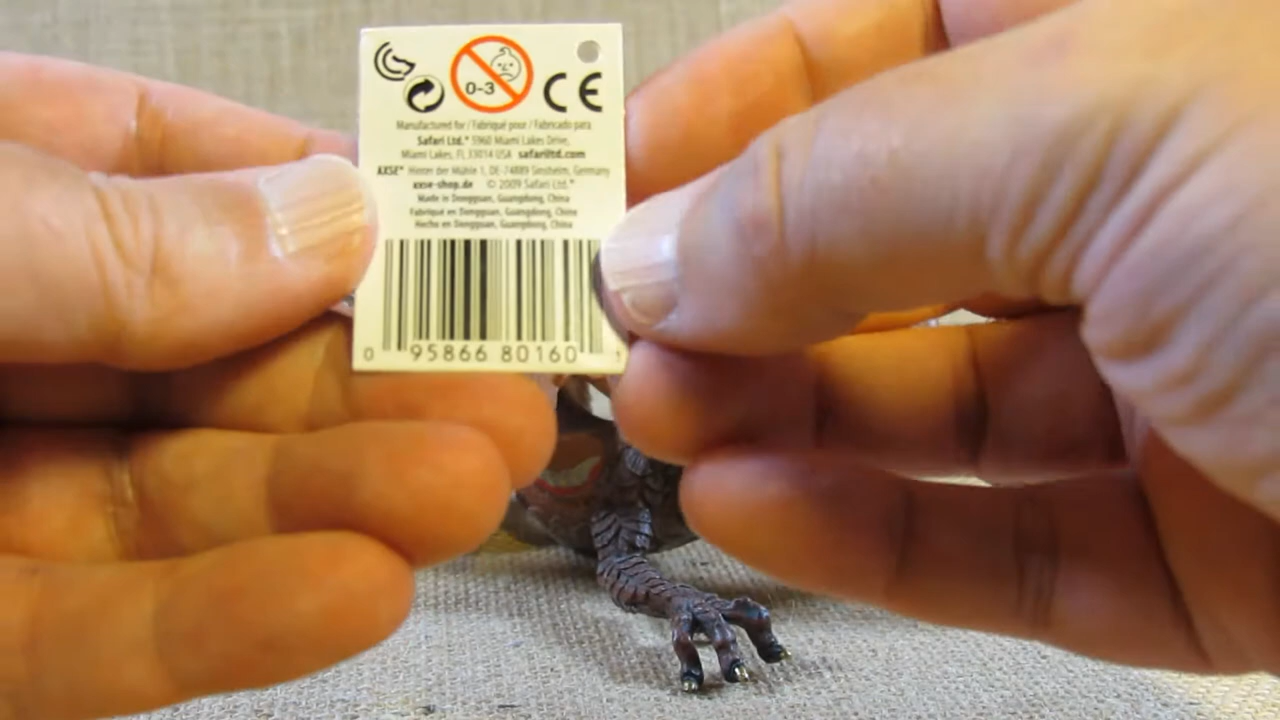 0-3
CE
Manufactured for / Fabriqué pour / Fabricado para
Safari Ltd.® 5960 Miami Lakes Drive,
Miami Lakes, FL 33014 USA safariltd.com
AXSE® Hinter der Mühle 1, DE-74889 Sinsheim, Germany
axse-shop.de © 2009 Safari Ltd.®
Made in Dongguan, Guangdong, China
Fabriqué en Dongguan, Guangdong, China
Hecho en Dongguan, Guangdong, China
0 95866 80160 1